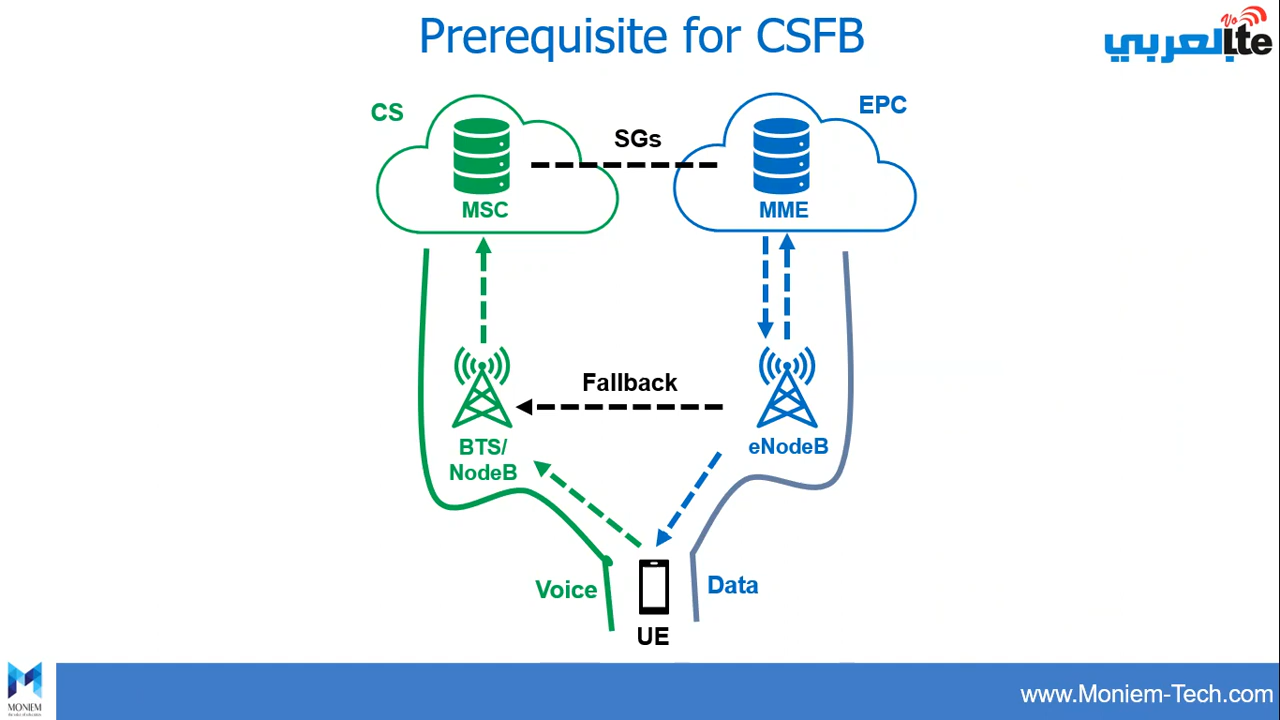 Prerequisite for CSFB
Vo
lte بالعربي
CS
EPC
SGs
MSC
MME
Fallback
BTS/
NodeB
eNodeB
Voice
Data
UE
MONIEM
www.Moniem-Tech.com